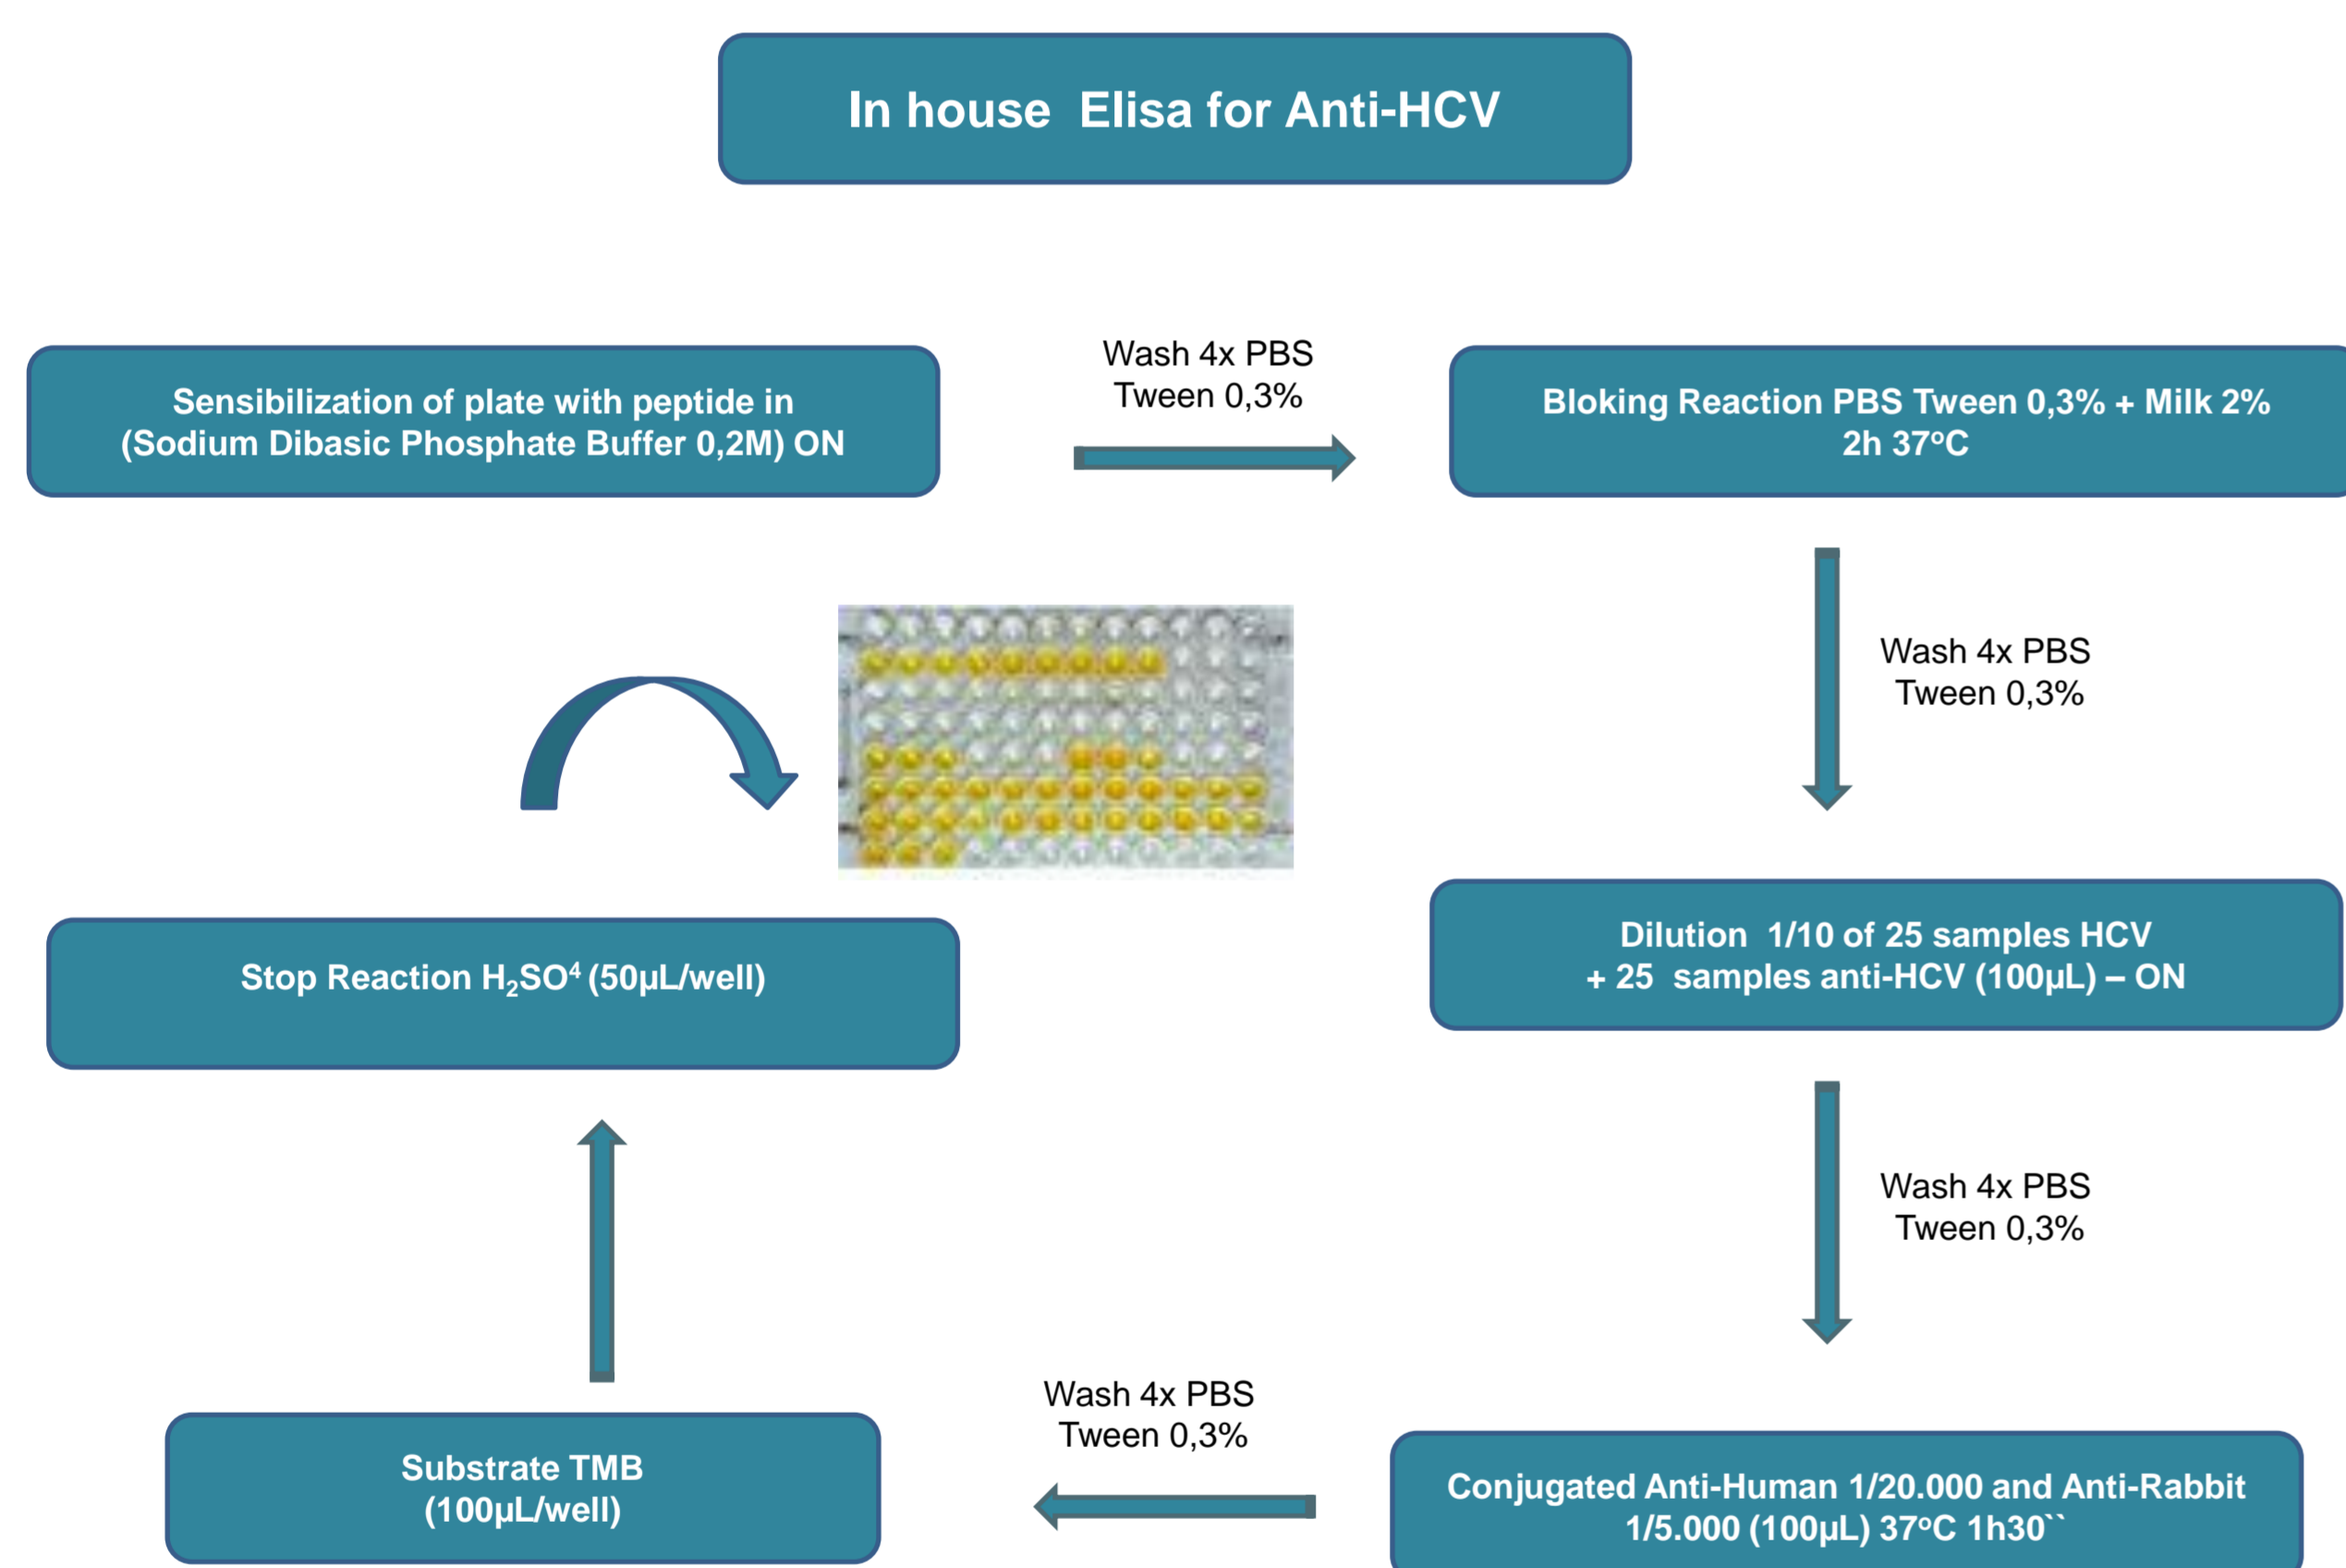 In house Elisa for Anti-HCV
Sensibilization of plate with peptide in
(Sodium Dibasic Phosphate Buffer 0,2M) ON
Wash 4x PBS
Tween 0,3%
Bloking Reaction PBS Tween 0,3% + Milk 2%
2h 37ºC
Wash 4x PBS
Tween 0,3%
Dilution 1/10 of 25 samples HCV
+ 25 samples anti-HCV (100µL) – ON
Wash 4x PBS
Tween 0,3%
Conjugated Anti-Human 1/20.000 and Anti-Rabbit
1/5.000 (100µL) 37ºC 1h30``
Wash 4x PBS
Tween 0,3%
Substrate TMB
(100µL/well)
Stop Reaction H₂SO⁴ (50µL/well)